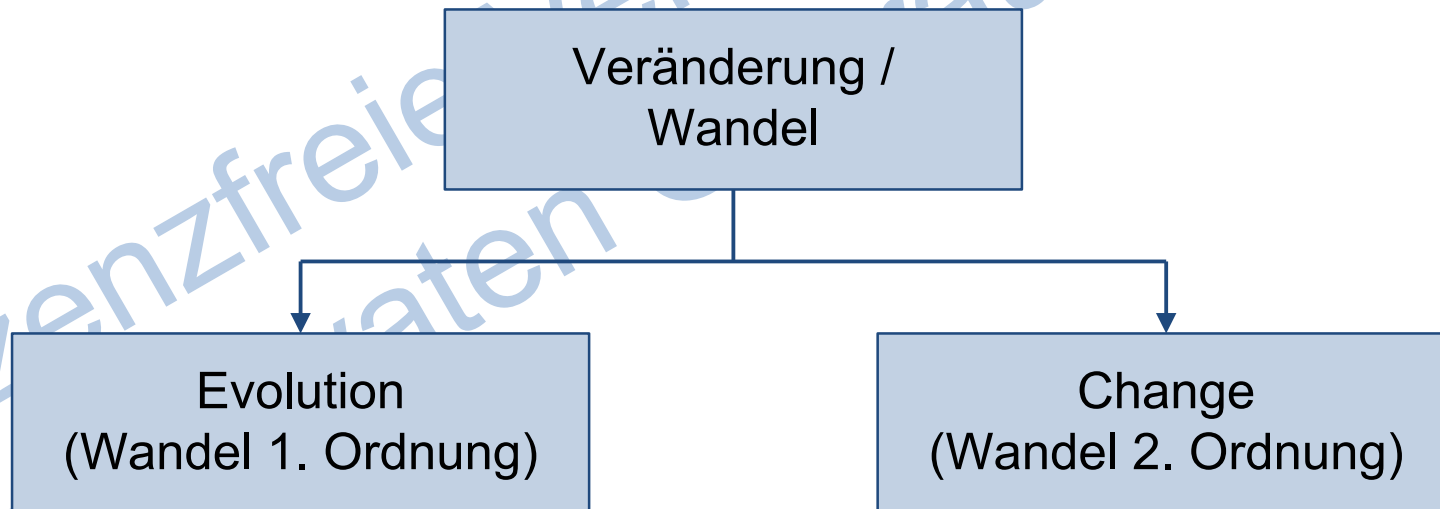 Veränderung /
Wandel
Evolution
(Wandel 1. Ordnung)
Change
(Wandel 2. Ordnung)